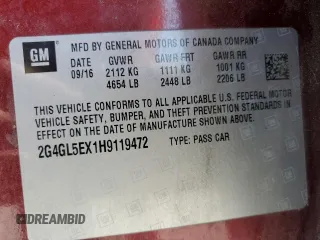 GM
MFD BY GENERAL MOTORS OF CANADA COMPANY
DATE GVWR GAWR FRT GAWR RR
09/16 2112 KG 1111 KG 1001 KG
4654 LB 2448 LB 2206 LB
THIS VEHICLE CONFORMS TO ALL APPLICABLE U.S. FEDERAL MOTOR
VEHICLE SAFETY, BUMPER, AND THEFT PREVENTION STANDARDS
IN EFFECT ON THE DATE OF MANUFACTURE SHOWN ABOVE.
2G4GL5EX1H9119472 TYPE: PASS CAR
AUTOBIDCAR.COM